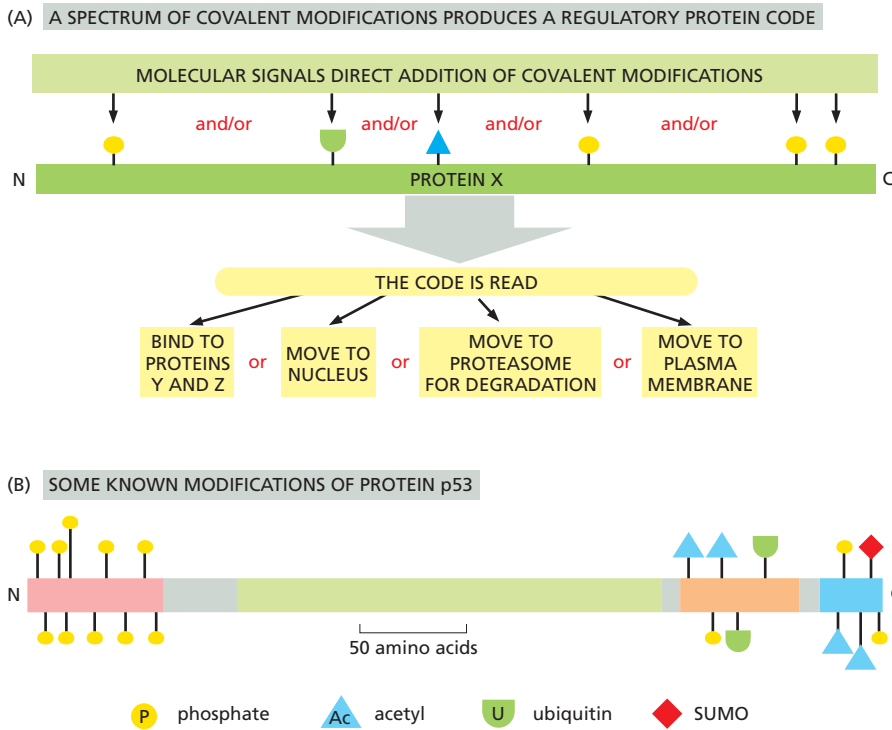 (A) A SPECTRUM OF COVALENT MODIFICATIONS PRODUCES A REGULATORY PROTEIN CODE
MOLECULAR SIGNALS DIRECT ADDITION OF COVALENT MODIFICATIONS
and/or and/or and/or and/or
N PROTEIN X C
THE CODE IS READ
BIND TO
PROTEINS
Y AND Z
or
MOVE TO
NUCLEUS
or
MOVE TO
PROTEASOME
FOR DEGRADATION
or
MOVE TO
PLASMA
MEMBRANE
(B) SOME KNOWN MODIFICATIONS OF PROTEIN p53
N
50 amino acids
P phosphate Ac acetyl U ubiquitin SUMO